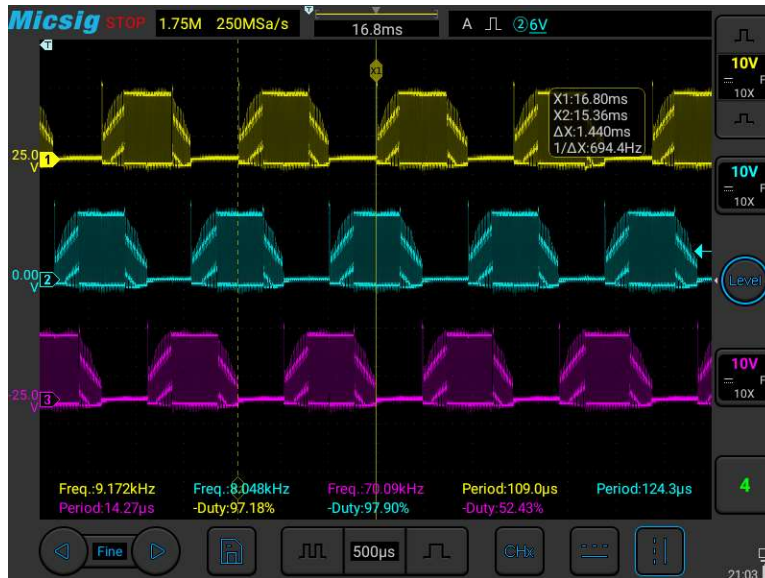 Micsig STOP 1.75M 250MSa/s 16.8ms A ②6V
T
X1
10V
10X
X1:16.80ms
X2:15.36ms
ΔX:1.440ms
1/ΔX:694.4Hz
25.0 V 1
10V
10X
0.00 V 2
Level
10V
10X
-25.0 V 3
Freq.:9.172kHz Freq.:8.048kHz Freq.:70.09kHz Period:109.0μs Period:124.3μs
Period:14.27μs -Duty:97.18% -Duty:97.90% -Duty:52.43%
4
Fine 500μs CHx
21:03